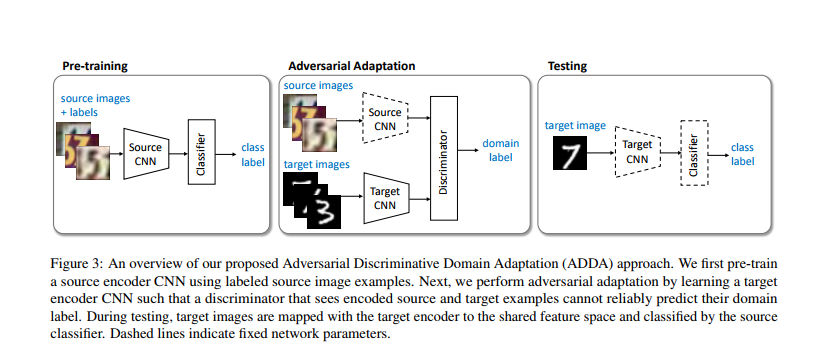 Pre-training
source images
+ labels
Source
CNN
Classifier
class
label
Adversarial Adaptation
source images
Source
CNN
target images
Target
CNN
Discriminator
domain
label
Testing
target image
7
Target
CNN
Classifier
class
label
Figure 3: An overview of our proposed Adversarial Discriminative Domain Adaptation (ADDA) approach. We first pre-train
a source encoder CNN using labeled source image examples. Next, we perform adversarial adaptation by learning a target
encoder CNN such that a discriminator that sees encoded source and target examples cannot reliably predict their domain
label. During testing, target images are mapped with the target encoder to the shared feature space and classified by the source
classifier. Dashed lines indicate fixed network parameters.